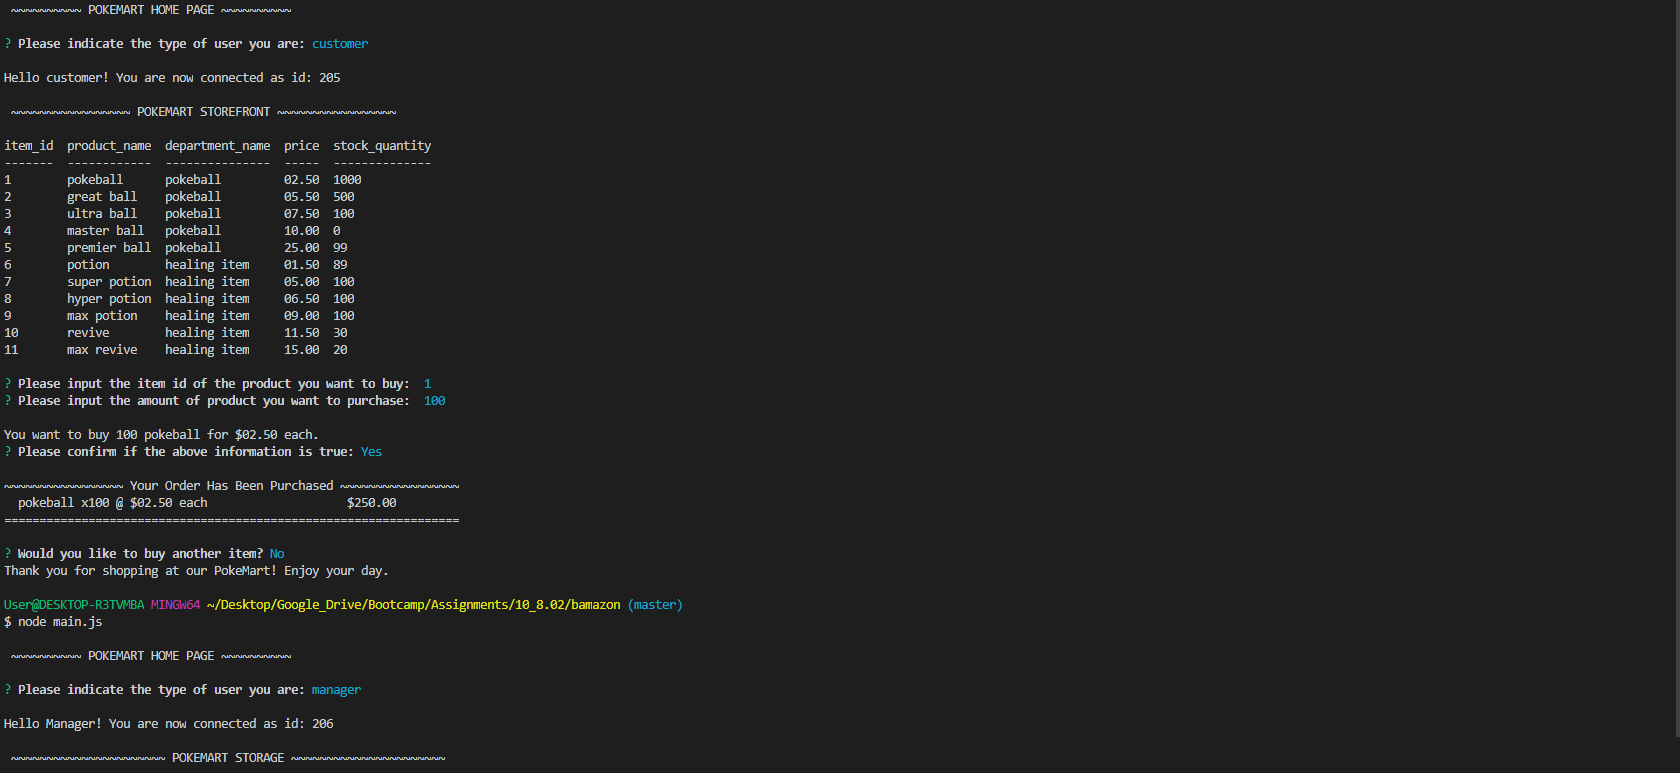 ~~~~~~~~~~ POKEMART HOME PAGE ~~~~~~~~~~
? Please indicate the type of user you are: customer
Hello customer! You are now connected as id: 205
~~~~~~~~~~~~~~~~~ POKEMART STOREFRONT ~~~~~~~~~~~~~~~~~
item_id  product_name  department_name  price  stock_quantity
-------  ------------  ---------------  -----  --------------
1        pokeball      pokeball         02.50  1000
2        great ball    pokeball         05.50  500
3        ultra ball    pokeball         07.50  100
4        master ball   pokeball         10.00  0
5        premier ball  pokeball         25.00  99
6        potion        healing item     01.50  89
7        super potion  healing item     05.00  100
8        hyper potion  healing item     06.50  100
9        max potion    healing item     09.00  100
10       revive        healing item     11.50  30
11       max revive    healing item     15.00  20
? Please input the item id of the product you want to buy:  1
? Please input the amount of product you want to purchase:  100
You want to buy 100 pokeball for $02.50 each.
? Please confirm if the above information is true: Yes
~~~~~~~~~~~~~~~~~ Your Order Has Been Purchased ~~~~~~~~~~~~~~~~~
  pokeball x100 @ $02.50 each                    $250.00
=================================================================
? Would you like to buy another item? No
Thank you for shopping at our PokeMart! Enjoy your day.
User@DESKTOP-R3TVMBA MINGW64 ~/Desktop/Google_Drive/Bootcamp/Assignments/10_8.02/bamazon (master)
$ node main.js
~~~~~~~~~~ POKEMART HOME PAGE ~~~~~~~~~~
? Please indicate the type of user you are: manager
Hello Manager! You are now connected as id: 206
~~~~~~~~~~~~~~~~~~~~~~ POKEMART STORAGE ~~~~~~~~~~~~~~~~~~~~~~